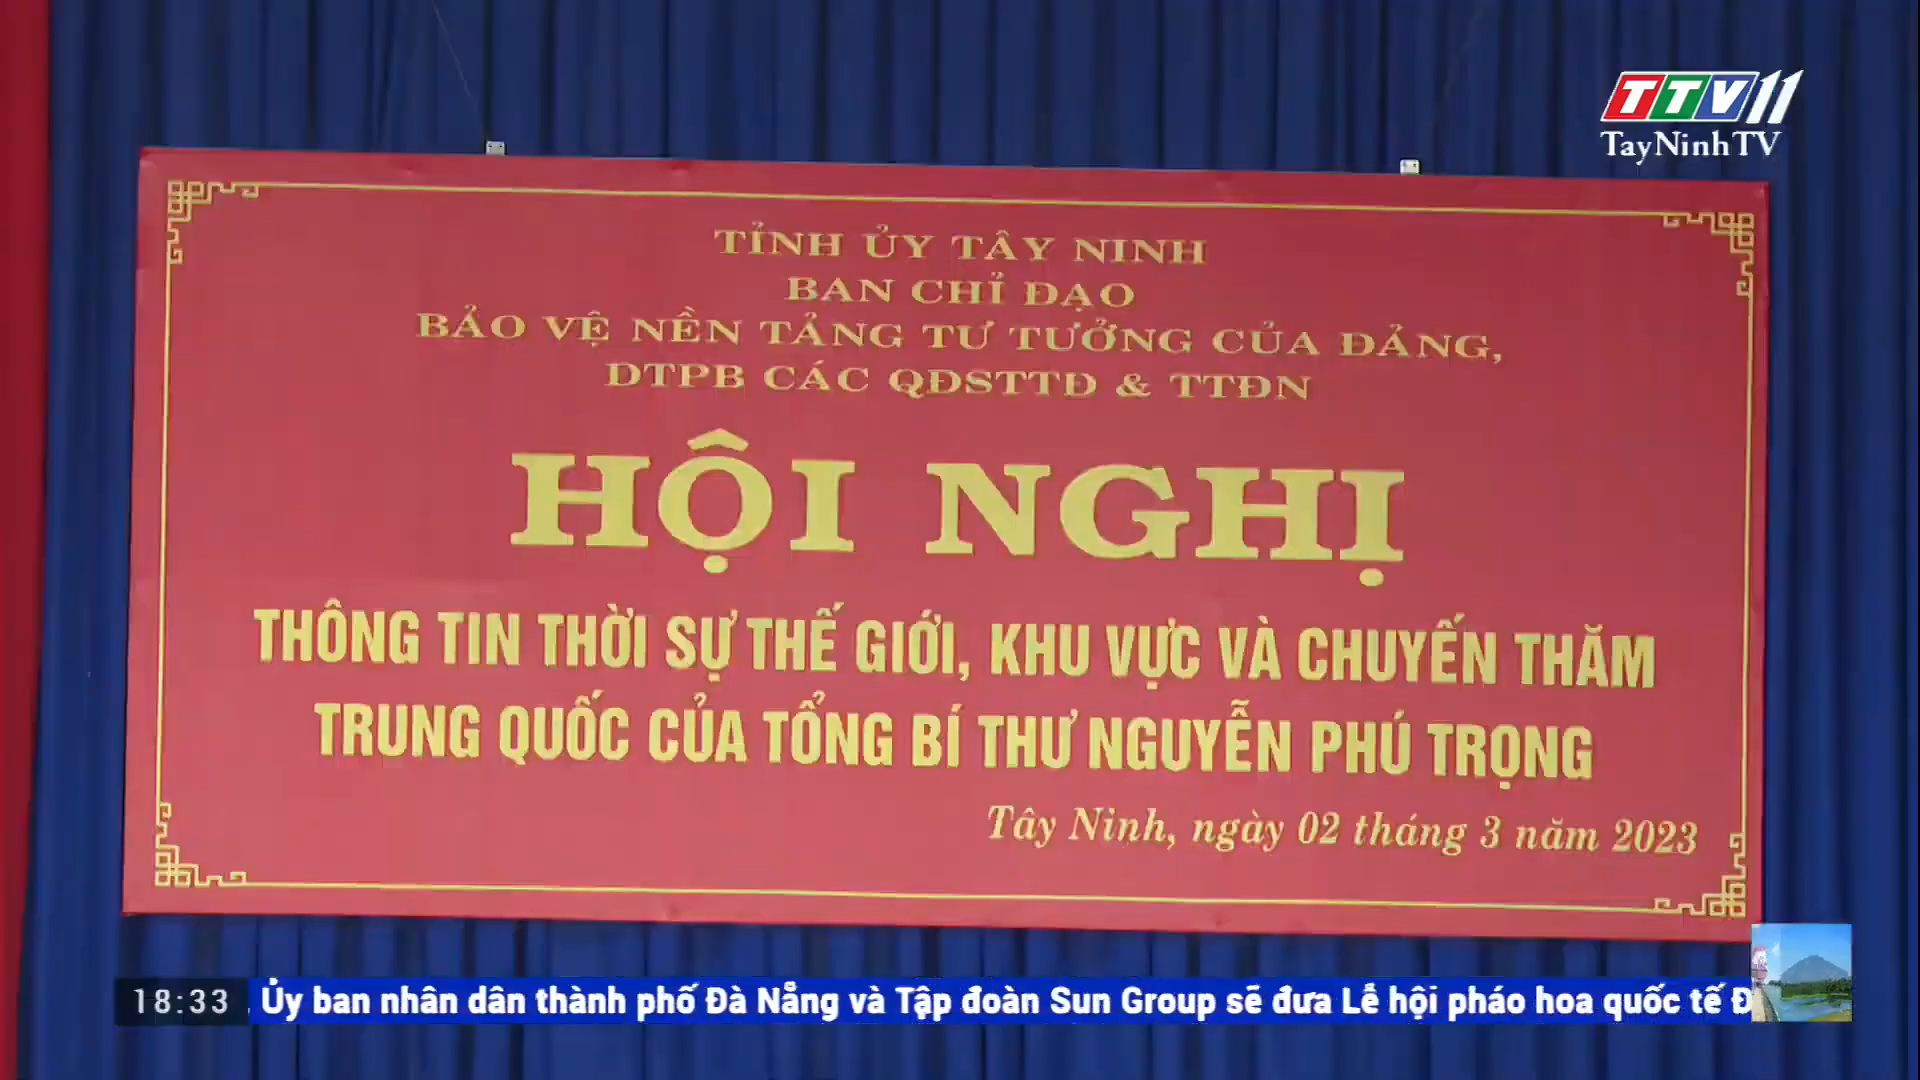 TTV11
TayNinhTV
TỈNH ỦY TÂY NINH
BAN CHỈ ĐẠO
BẢO VỆ NỀN TẢNG TƯ TƯỞNG CỦA ĐẢNG,
DTPB CÁC QĐSTTĐ & TTĐN
HỘI NGHỊ
THÔNG TIN THỜI SỰ THẾ GIỚI, KHU VỰC VÀ CHUYẾN THĂM
TRUNG QUỐC CỦA TỔNG BÍ THƯ NGUYỄN PHÚ TRỌNG
Tây Ninh, ngày 02 tháng 3 năm 2023
18:33 . Ủy ban nhân dân thành phố Đà Nẵng và Tập đoàn Sun Group sẽ đưa Lễ hội pháo hoa quốc tế Đ